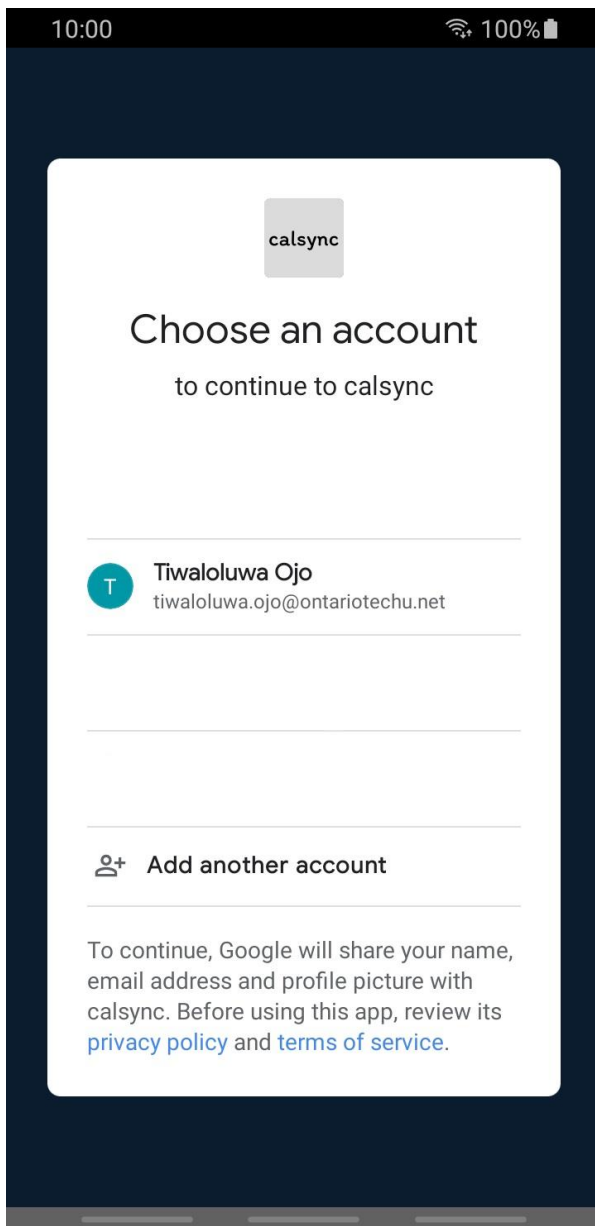 10:00 100%
calsync
Choose an account
to continue to calsync
T
Tiwaloluwa Ojo
tiwaloluwa.ojo@ontariotechu.net
Add another account
To continue, Google will share your name,
email address and profile picture with
calsync. Before using this app, review its
privacy policy and terms of service.